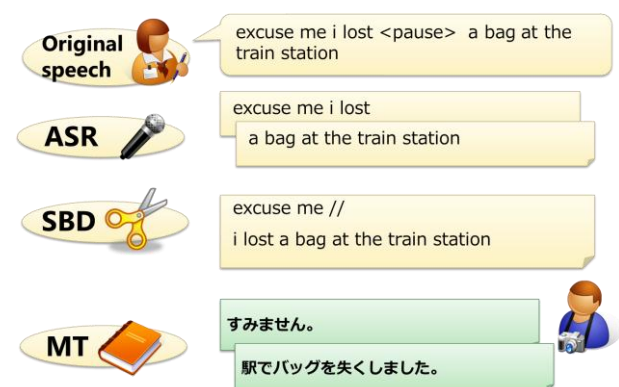 Original
speech
excuse me i lost <pause>  a bag at the
train station
ASR
excuse me i lost
a bag at the train station
SBD
excuse me //
i lost a bag at the train station
MT
すみません。
駅でバッグを失くしました。